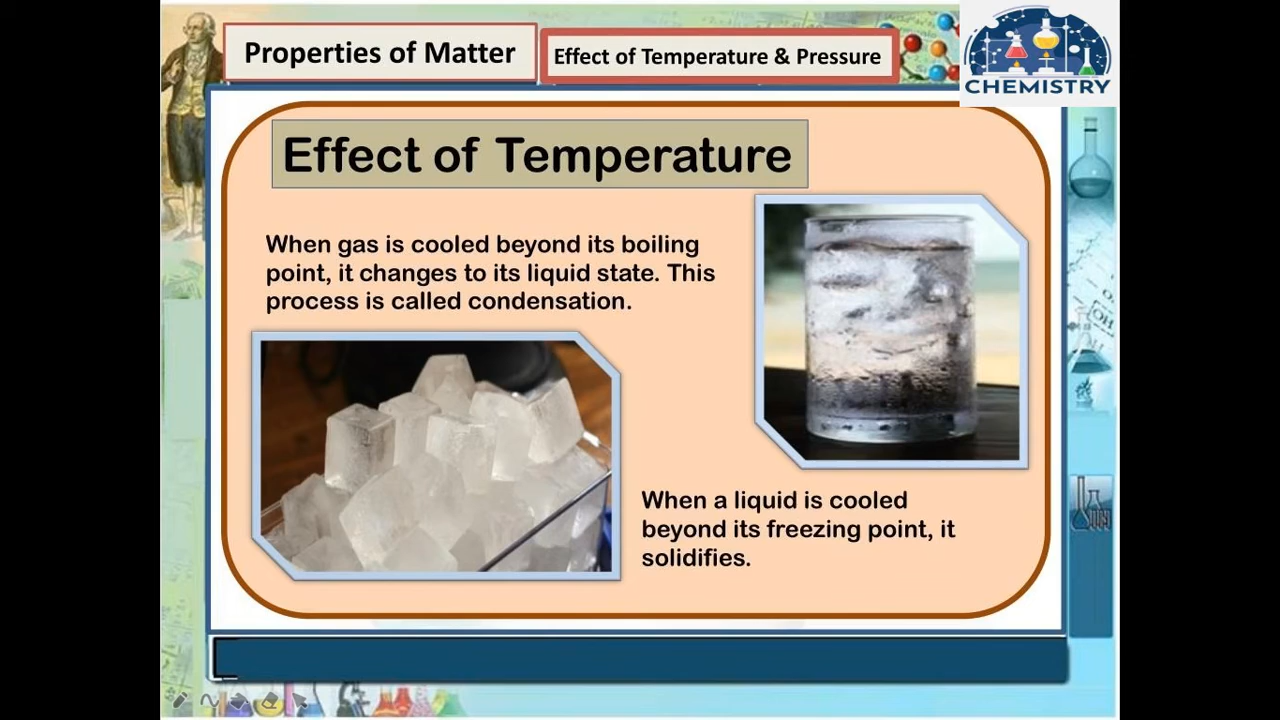 Properties of Matter
Effect of Temperature & Pressure
CHEMISTRY
Effect of Temperature
When gas is cooled beyond its boiling
point, it changes to its liquid state. This
process is called condensation.
When a liquid is cooled
beyond its freezing point, it
solidifies.